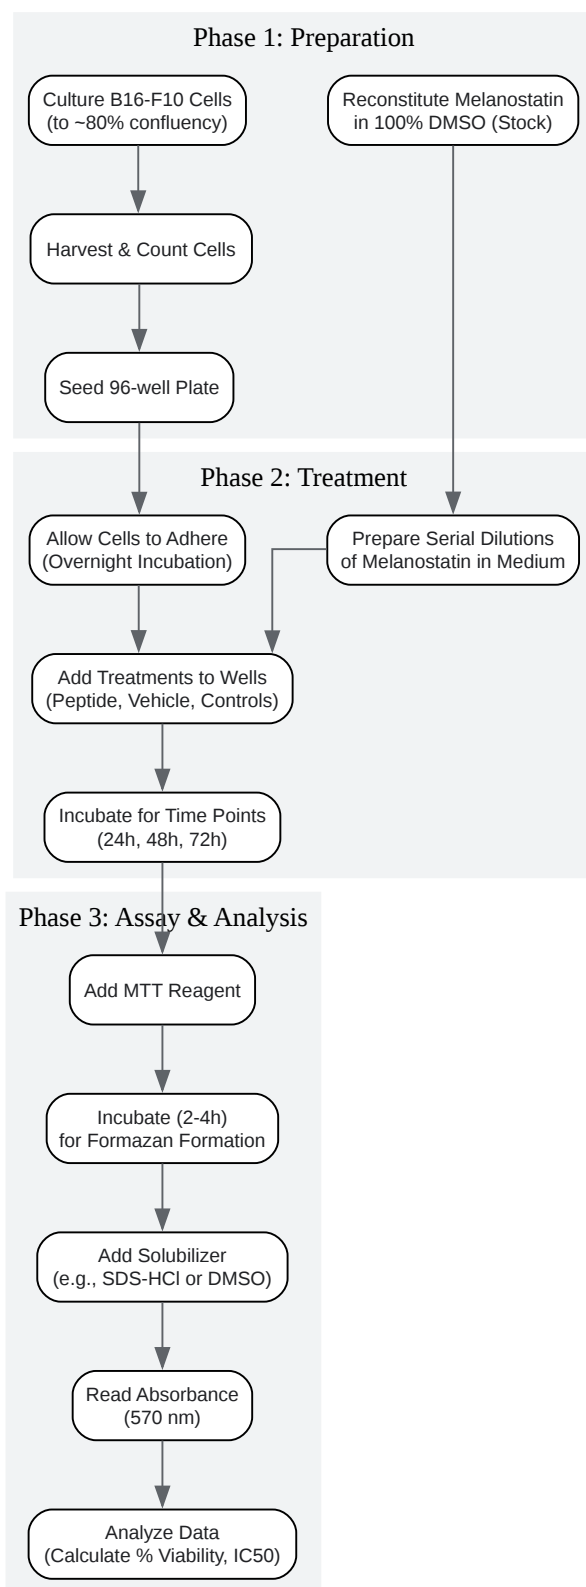 Phase 1: Preparation
Culture B16-F10 Cells
(to ~80% confluency)
Reconstitute Melanostatin
in 100% DMSO (Stock)
Harvest & Count Cells
Seed 96-well Plate
Phase 2: Treatment
Allow Cells to Adhere
(Overnight Incubation)
Prepare Serial Dilutions
of Melanostatin in Medium
Add Treatments to Wells
(Peptide, Vehicle, Controls)
Incubate for Time Points
(24h, 48h, 72h)
Phase 3: Assay & Analysis
Add MTT Reagent
Incubate (2-4h)
for Formazan Formation
Add Solubilizer
(e.g., SDS-HCl or DMSO)
Read Absorbance
(570 nm)
Analyze Data
(Calculate % Viability, IC50)